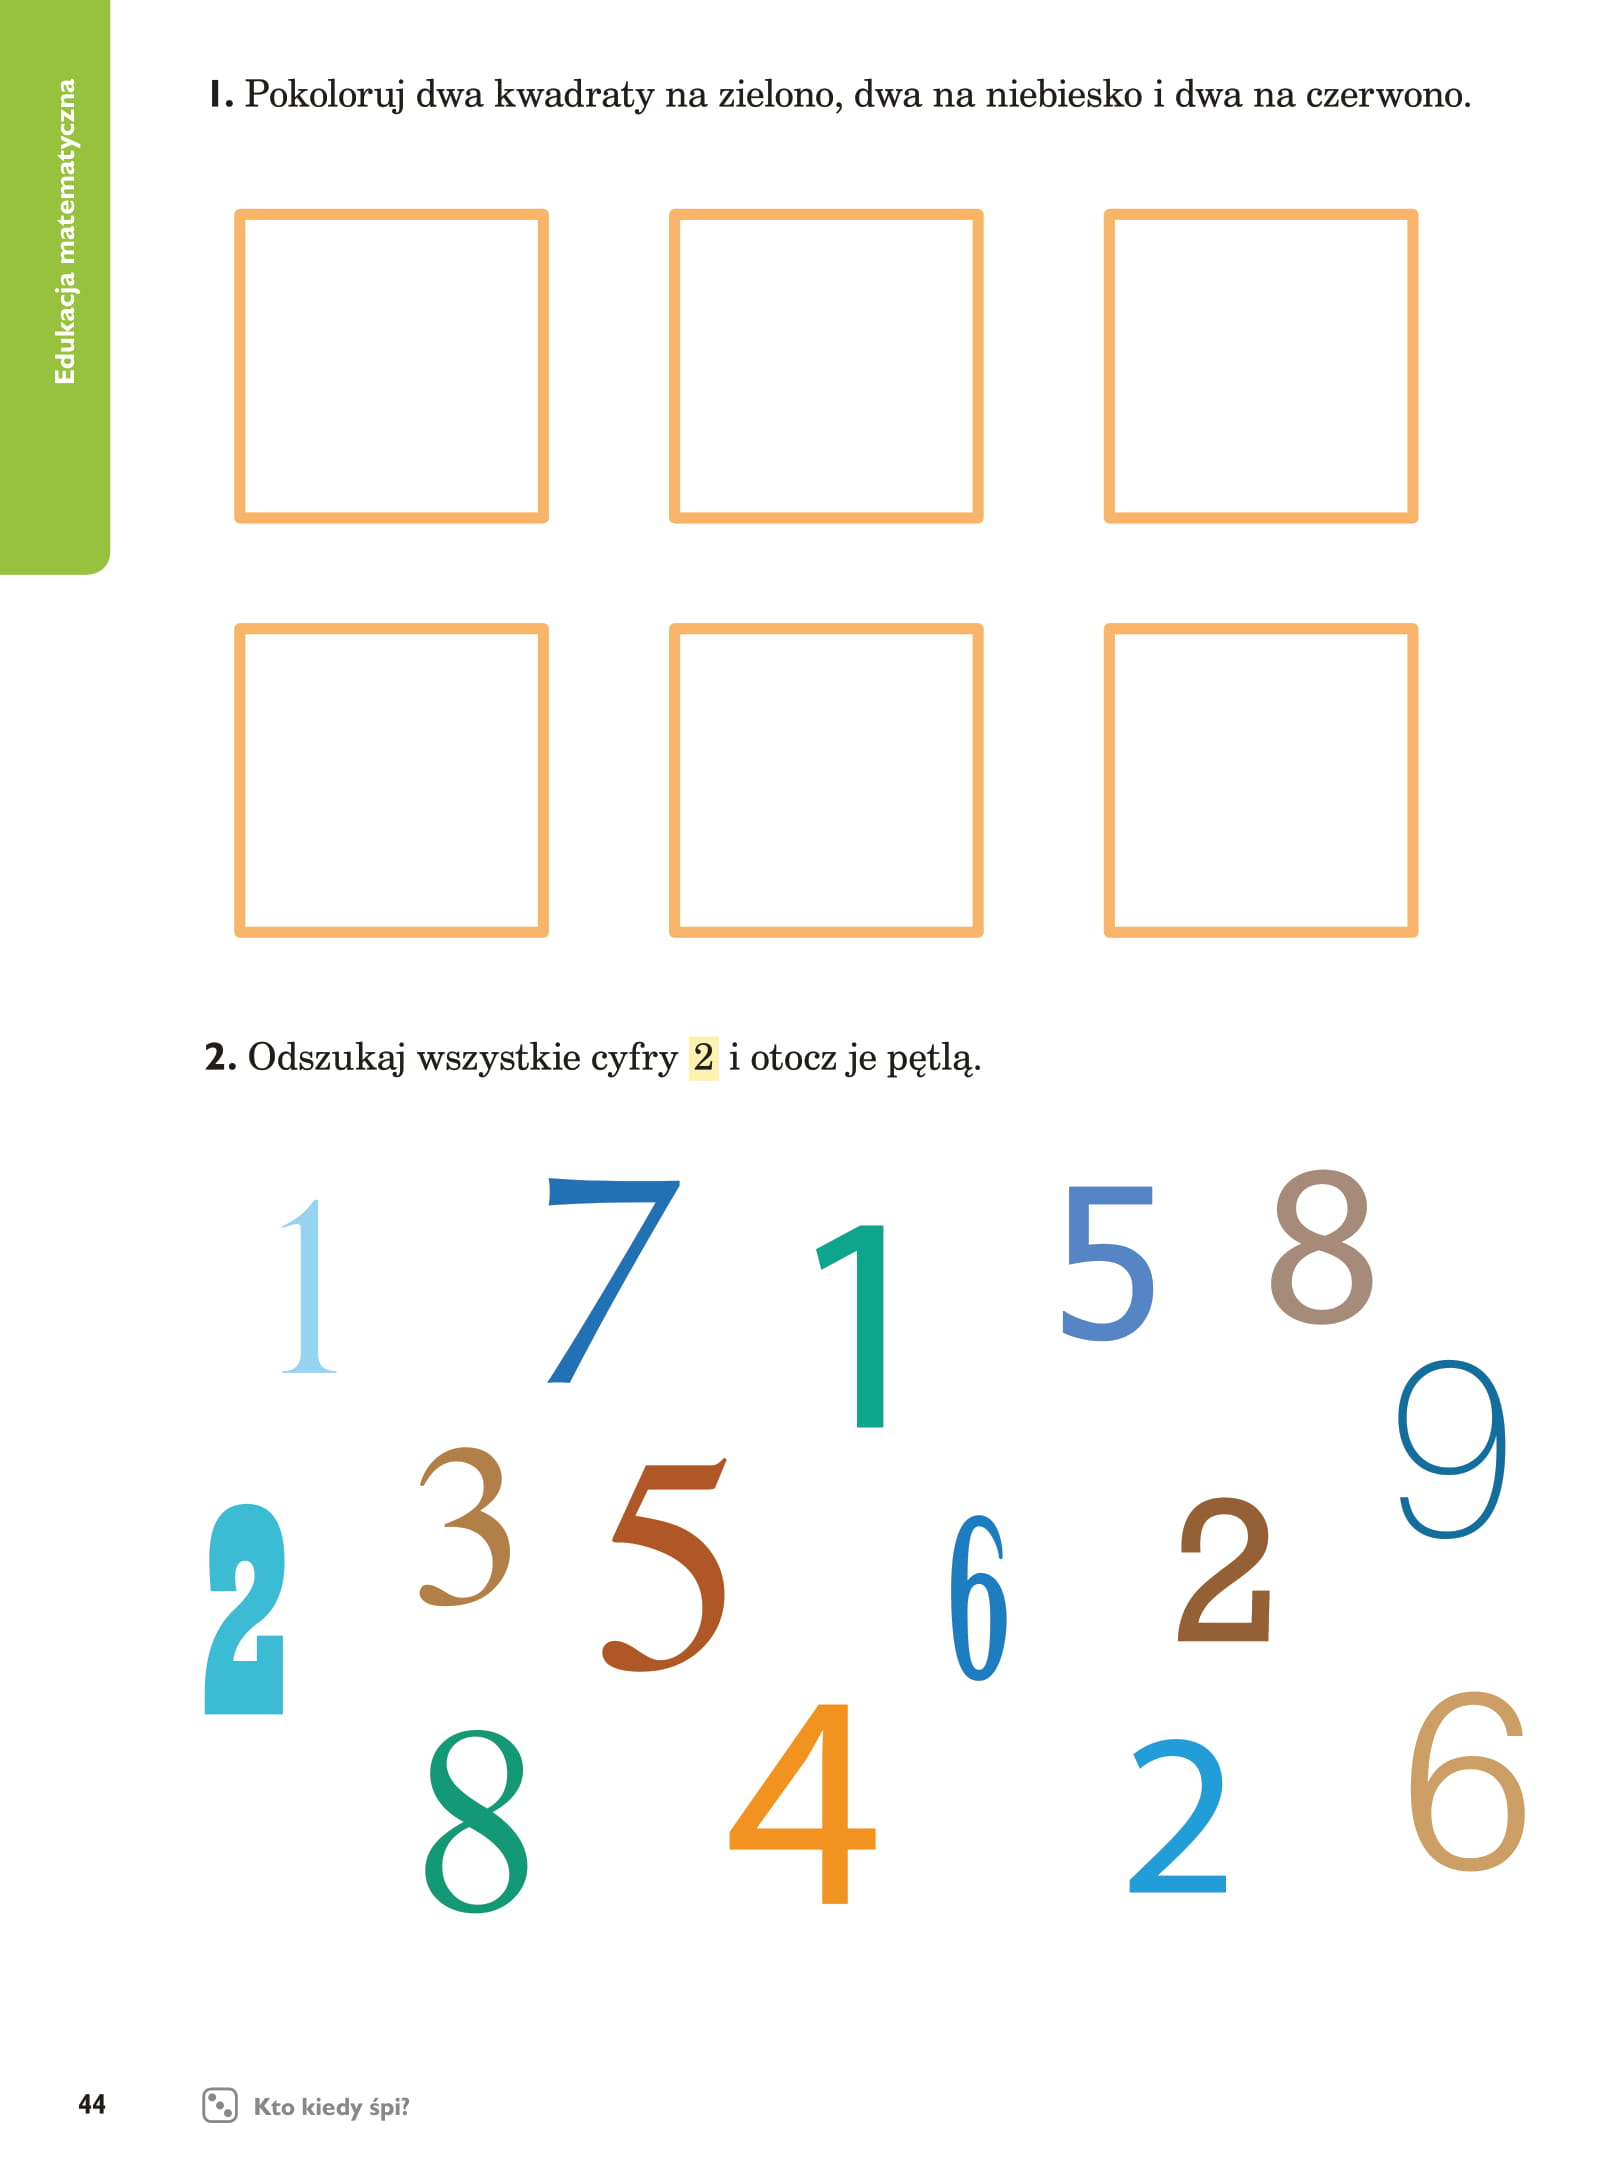 Edukacja matematyczna
1. Pokoloruj dwa kwadraty na zielono, dwa na niebiesko i dwa na czerwono.
2. Odszukaj wszystkie cyfry 2 i otocz je pętlą.
1 7 1 5 8
9
2 3 5 6 2
8 4 2 6
44 Kto kiedy śpi?